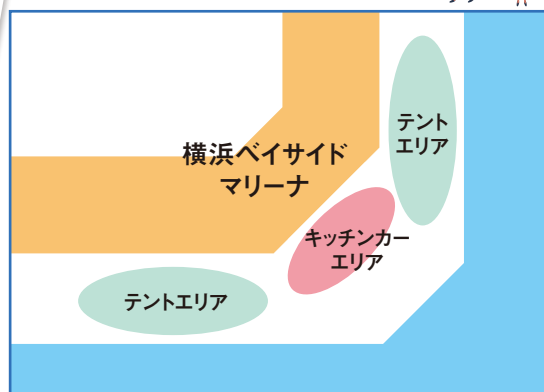 テント
エリア
横浜ベイサイド
マリーナ
キッチンカー
エリア
テントエリア